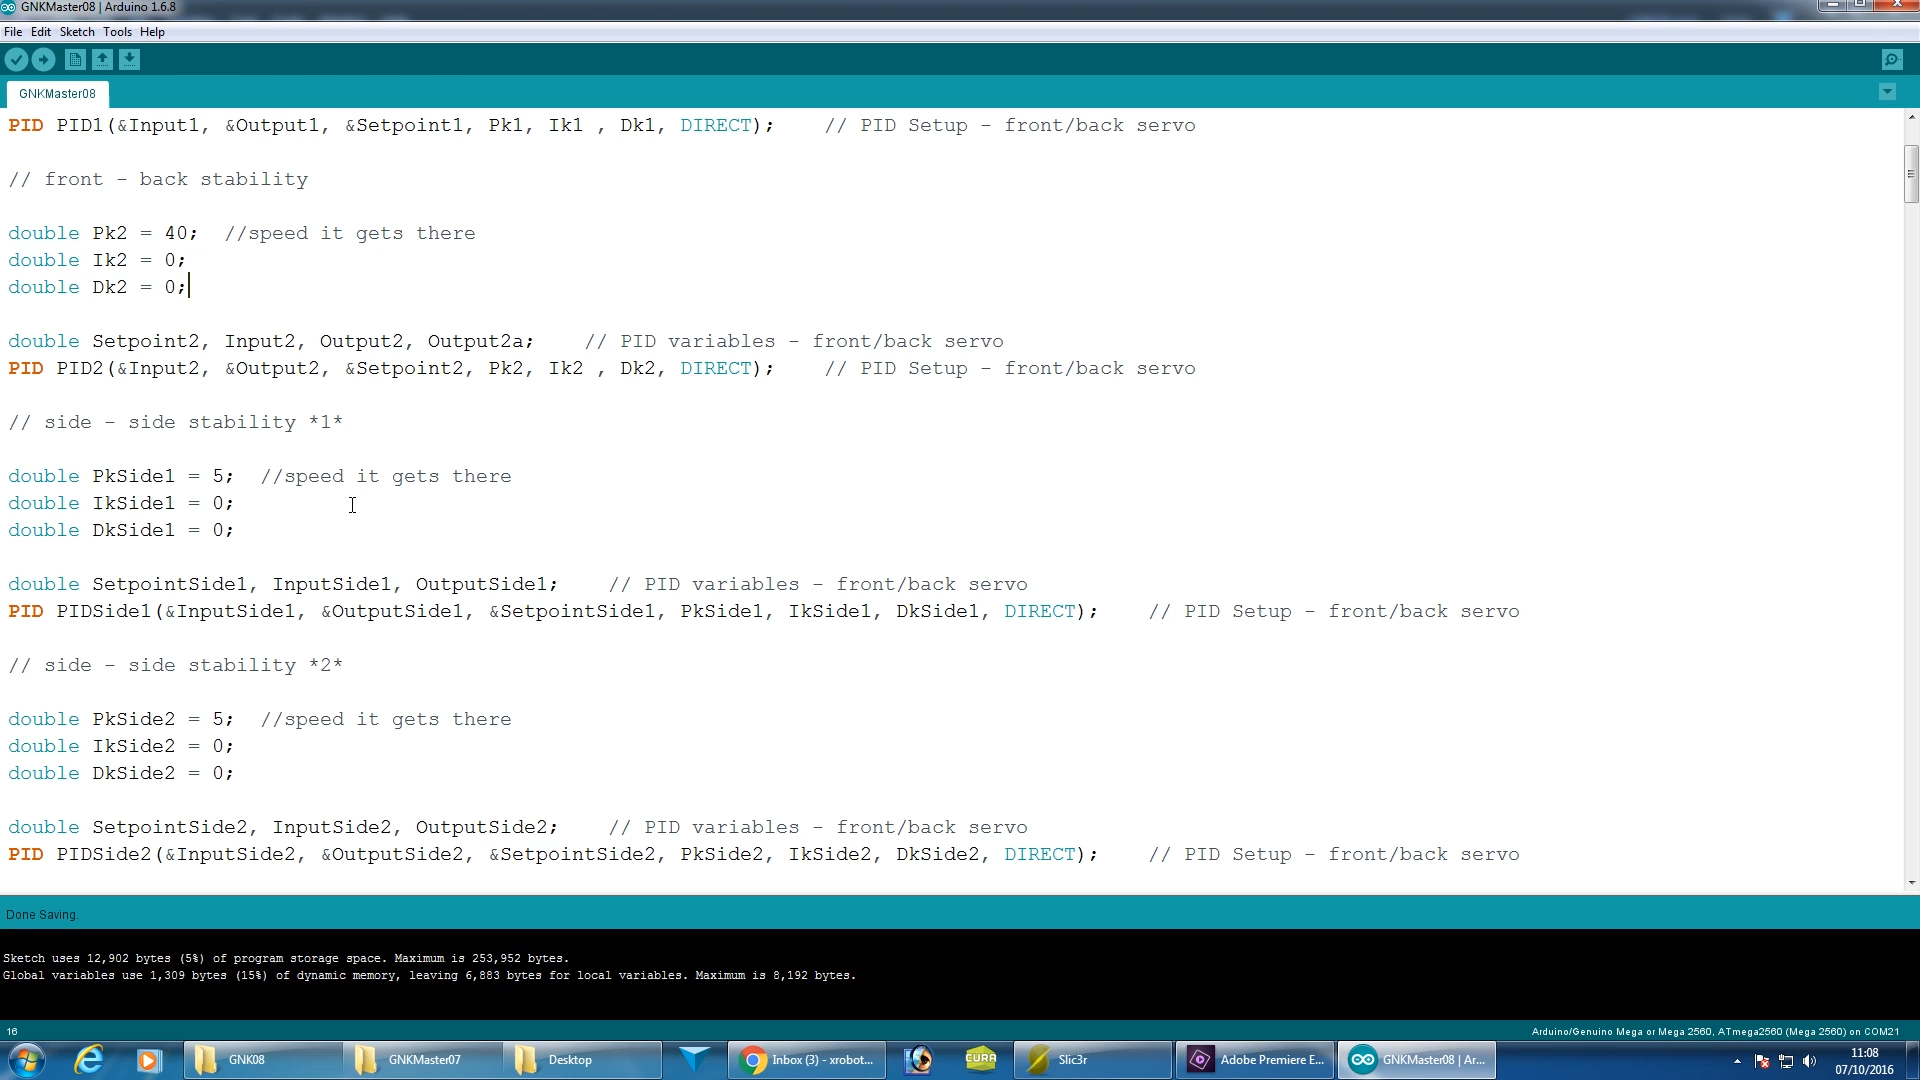 GNKMaster08 | Arduino 1.6.8
File Edit Sketch Tools Help
GNKMaster08
PID PID1(&Input1, &Output1, &Setpoint1, Pk1, Ik1 , Dk1, DIRECT);    // PID Setup - front/back servo
// front - back stability
double Pk2 = 40;  //speed it gets there
double Ik2 = 0;
double Dk2 = 0;
double Setpoint2, Input2, Output2, Output2a;    // PID variables - front/back servo
PID PID2(&Input2, &Output2, &Setpoint2, Pk2, Ik2 , Dk2, DIRECT);    // PID Setup - front/back servo
// side - side stability *1*
double PkSide1 = 5;  //speed it gets there
double IkSide1 = 0;
double DkSide1 = 0;
double SetpointSide1, InputSide1, OutputSide1;    // PID variables - front/back servo
PID PIDSide1(&InputSide1, &OutputSide1, &SetpointSide1, PkSide1, IkSide1, DkSide1, DIRECT);    // PID Setup - front/back servo
// side - side stability *2*
double PkSide2 = 5;  //speed it gets there
double IkSide2 = 0;
double DkSide2 = 0;
double SetpointSide2, InputSide2, OutputSide2;    // PID variables - front/back servo
PID PIDSide2(&InputSide2, &OutputSide2, &SetpointSide2, PkSide2, IkSide2, DkSide2, DIRECT);    // PID Setup - front/back servo
Done Saving.
Sketch uses 12,902 bytes (5%) of program storage space. Maximum is 253,952 bytes.
Global variables use 1,309 bytes (15%) of dynamic memory, leaving 6,883 bytes for local variables. Maximum is 8,192 bytes.
16 Arduino/Genuino Mega or Mega 2560, ATmega2560 (Mega 2560) on COM21
GNK08 GNKMaster07 Desktop Inbox (3) - xrobot... CURA Slic3r Adobe Premiere E... GNKMaster08 | Ar... 11:08
07/10/2016